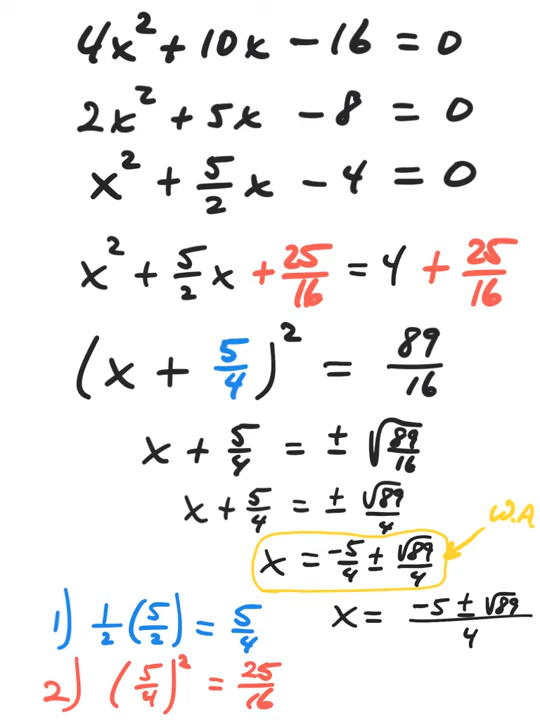 4x² + 10x - 16 = 0
2x² + 5x - 8 = 0
x² + 5/2 x - 4 = 0
x² + 5/2 x + 25/16 = 4 + 25/16
(x + 5/4)² = 89/16
x + 5/4 = ± √(89/16)
x + 5/4 = ± √89/4
W.A
x = -5/4 ± √89/4
x = (-5 ± √89)/4
1) 1/2 (5/2) = 5/4
2) (5/4)² = 25/16